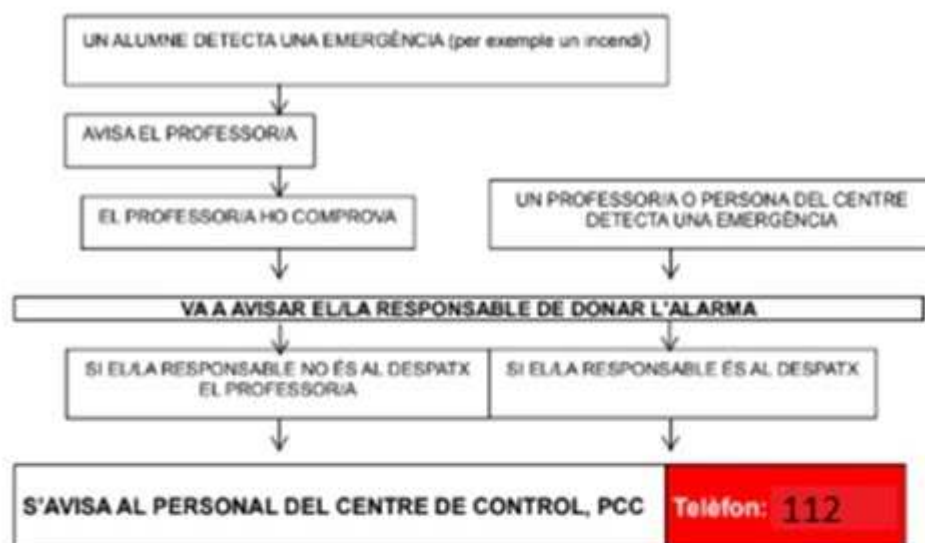 UN ALUMNE DETECTA UNA EMERGÈNCIA (per exemple un incendi)
AVISA EL PROFESSOR/A
EL PROFESSOR/A HO COMPROVA
UN PROFESSOR/A O PERSONA DEL CENTRE
DETECTA UNA EMERGÈNCIA
VA A AVISAR EL/LA RESPONSABLE DE DONAR L'ALARMA
SI EL/LA RESPONSABLE NO ÉS AL DESPATX
EL PROFESSOR/A
SI EL/LA RESPONSABLE ÉS AL DESPATX
S'AVISA AL PERSONAL DEL CENTRE DE CONTROL, PCC
Telèfon: 112